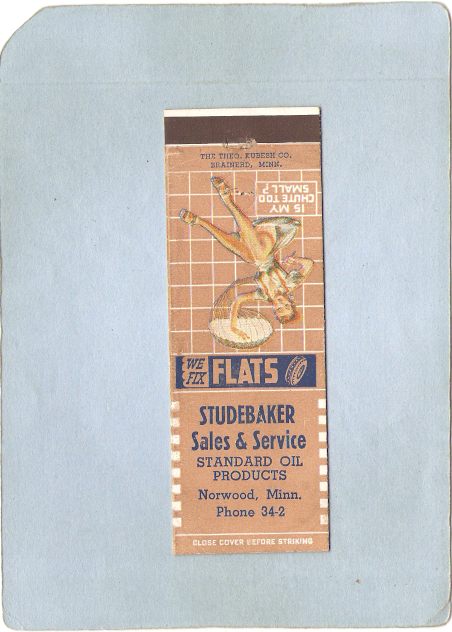 THE THEO. KUBESH CO.
BRAINERD, MINN.
IS MY
CHUTE TOO
SMALL?
WE
FIX
FLATS
STUDEBAKER
Sales & Service
STANDARD OIL
PRODUCTS
Norwood, Minn.
Phone 34-2
CLOSE COVER BEFORE STRIKING